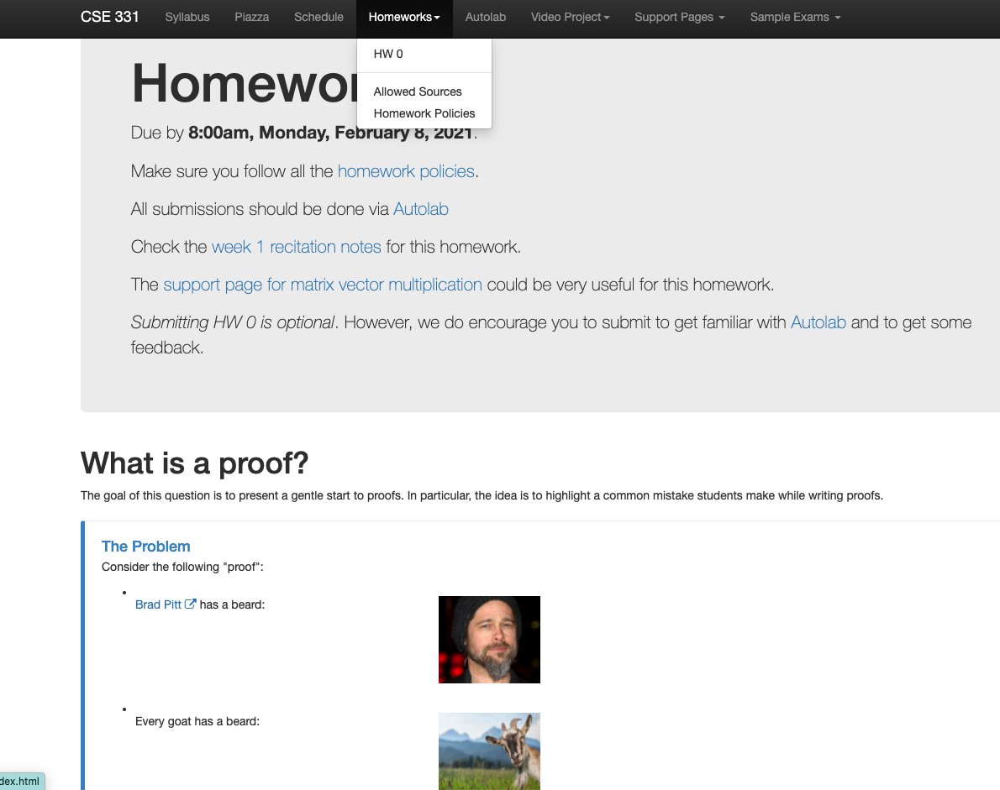 CSE 331 Syllabus Piazza Schedule Homeworks Autolab Video Project Support Pages Sample Exams
HW 0
Allowed Sources
Homework Policies
Due by 8:00am, Monday, February 8, 2021.
Make sure you follow all the homework policies.
All submissions should be done via Autolab
Check the week 1 recitation notes for this homework.
The support page for matrix vector multiplication could be very useful for this homework.
Submitting HW 0 is optional. However, we do encourage you to submit to get familiar with Autolab and to get some
feedback.
What is a proof?
The goal of this question is to present a gentle start to proofs. In particular, the idea is to highlight a common mistake students make while writing proofs.
The Problem
Consider the following "proof":
Brad Pitt has a beard:
Every goat has a beard:
dex.html